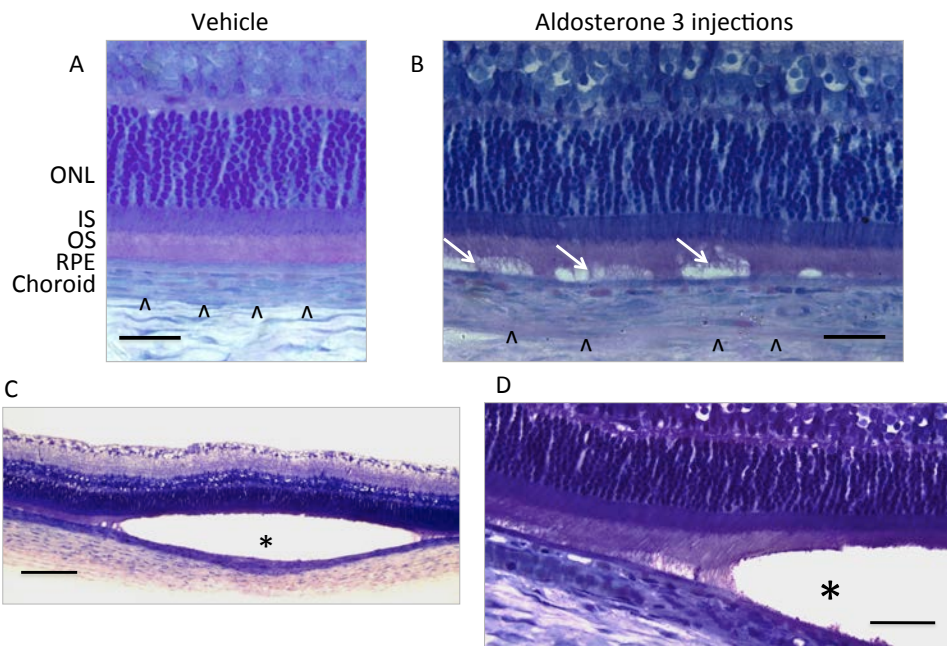 Vehicle
Aldosterone 3 injections
A
B
ONL
IS
OS
RPE
Choroid
^ ^ ^ ^
^ ^ ^ ^
C
D
*
*